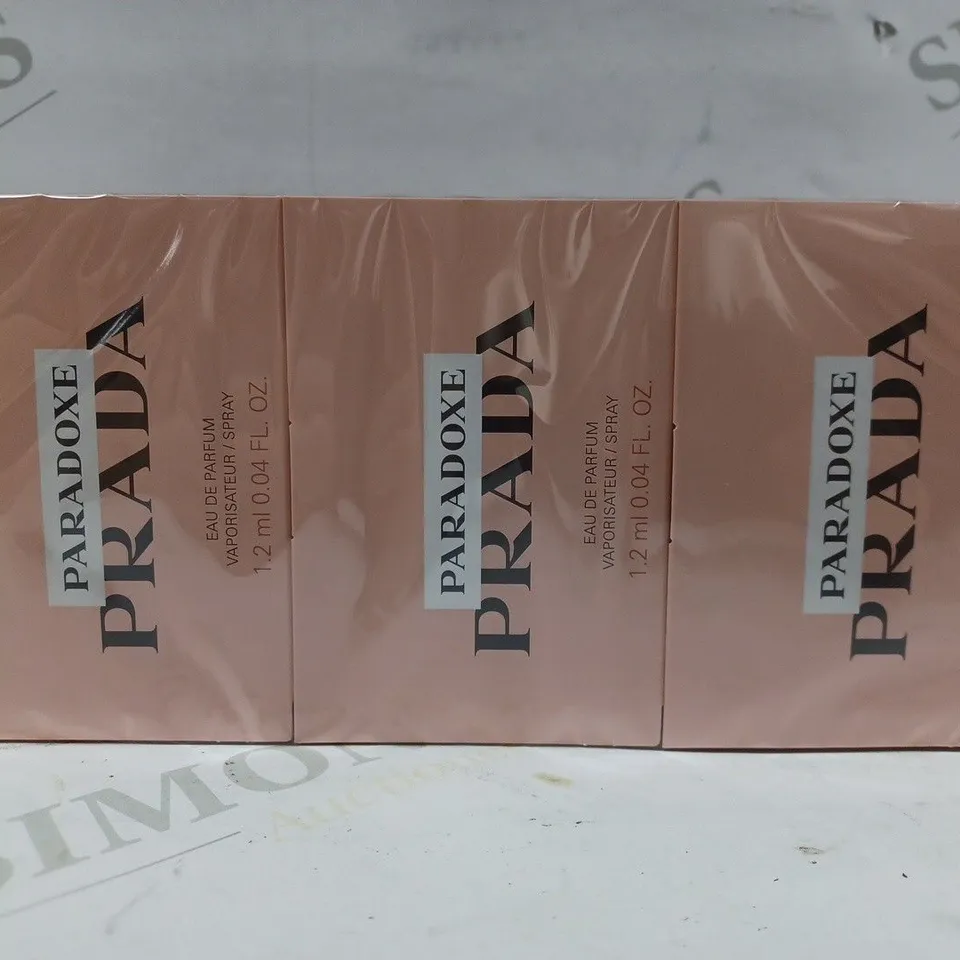 PARADOXE
PRADA
EAU DE PARFUM
VAPORISATEUR / SPRAY
1.2 ml 0.04 FL. OZ.
PARADOXE
PRADA
EAU DE PARFUM
VAPORISATEUR / SPRAY
1.2 ml 0.04 FL. OZ.
PARADOXE
PRADA